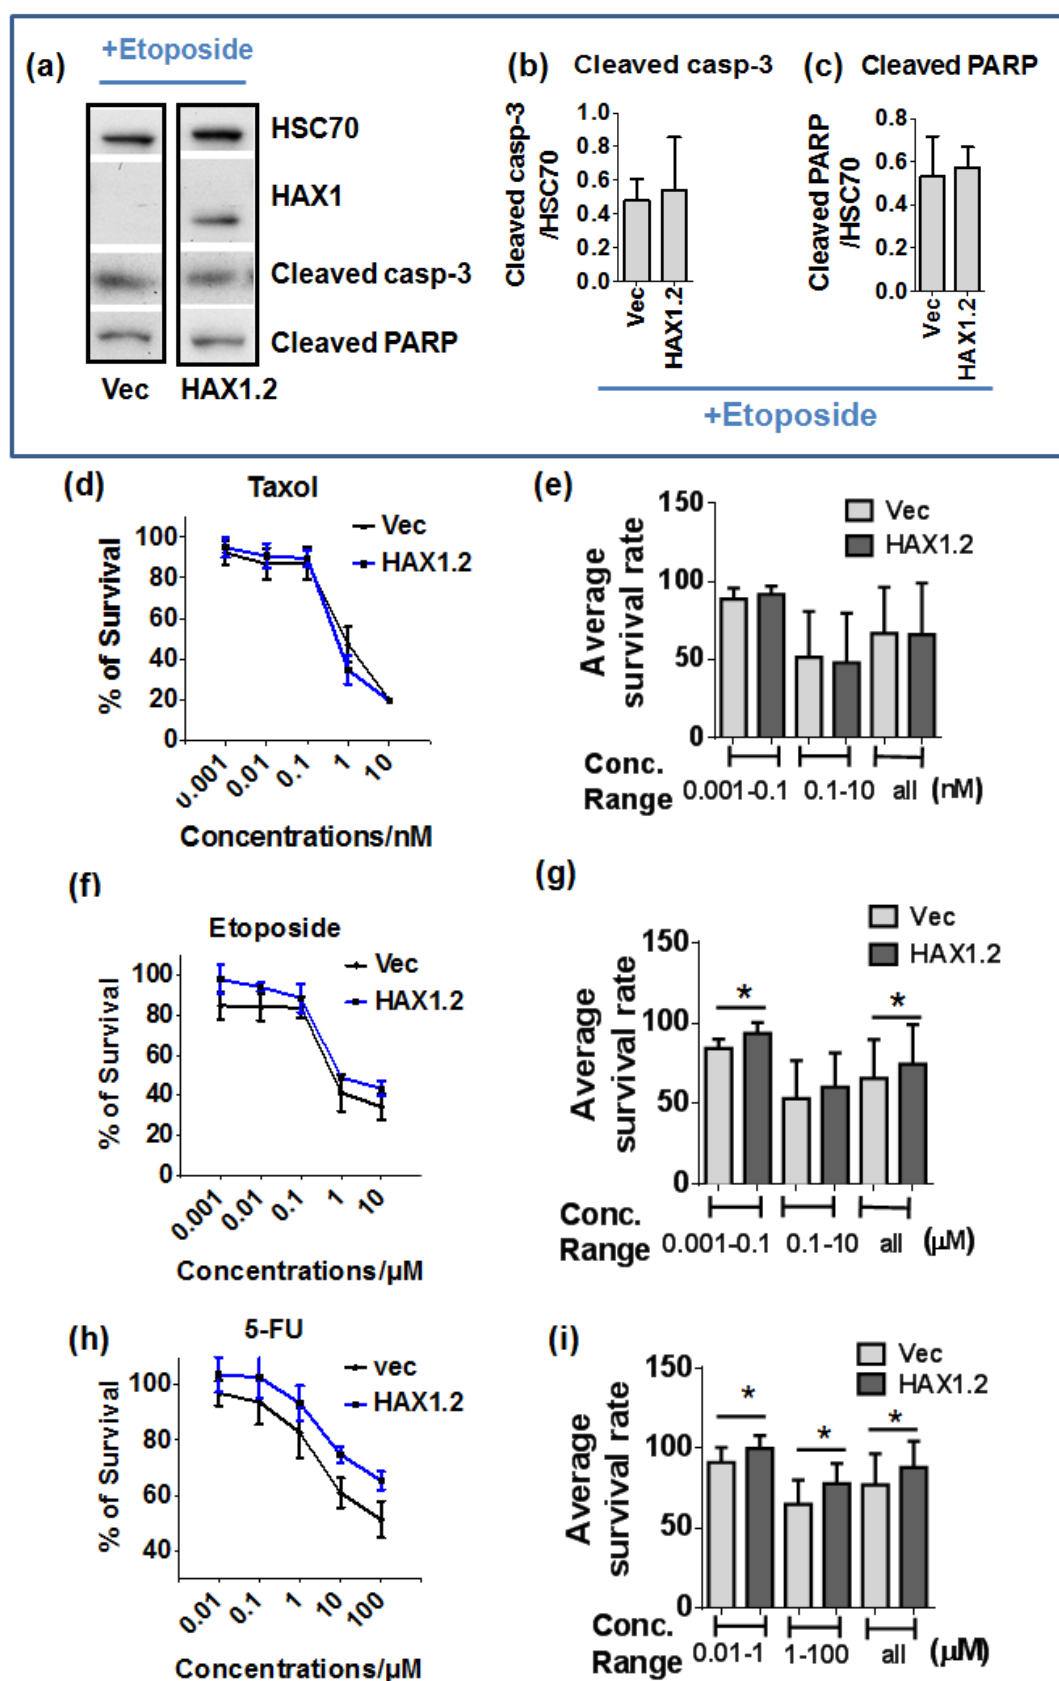 +Etoposide
(a)
HSC70
HAX1
Cleaved casp-3
Cleaved PARP
Vec HAX1.2
(b) Cleaved casp-3
Cleaved casp-3
/HSC70
1.0
0.8
0.6
0.4
0.2
0.0
Vec
HAX1.2
(c) Cleaved PARP
Cleaved PARP
/HSC70
0.8
0.6
0.4
0.2
0.0
Vec
HAX1.2
+Etoposide
(d)
Taxol
% of Survival
100
80
60
40
20
0
Vec
HAX1.2
0.001 0.01 0.1 1 10
Concentrations/nM
(e)
Average
survival rate
150
100
50
0
Vec
HAX1.2
Conc.
Range 0.001-0.1 0.1-10 all (nM)
(f)
Etoposide
% of Survival
100
80
60
40
20
0
Vec
HAX1.2
0.001 0.01 0.1 1 10
Concentrations/µM
(g)
Average
survival rate
150
100
50
0
Vec
HAX1.2
* *
Conc.
Range 0.001-0.1 0.1-10 all (µM)
(h)
5-FU
% of Survival
100
80
60
40
vec
HAX1.2
0.01 0.1 1 10 100
Concentrations/µM
(i)
Average
survival rate
150
100
50
0
Vec
HAX1.2
* * *
Conc.
Range 0.01-1 1-100 all (µM)